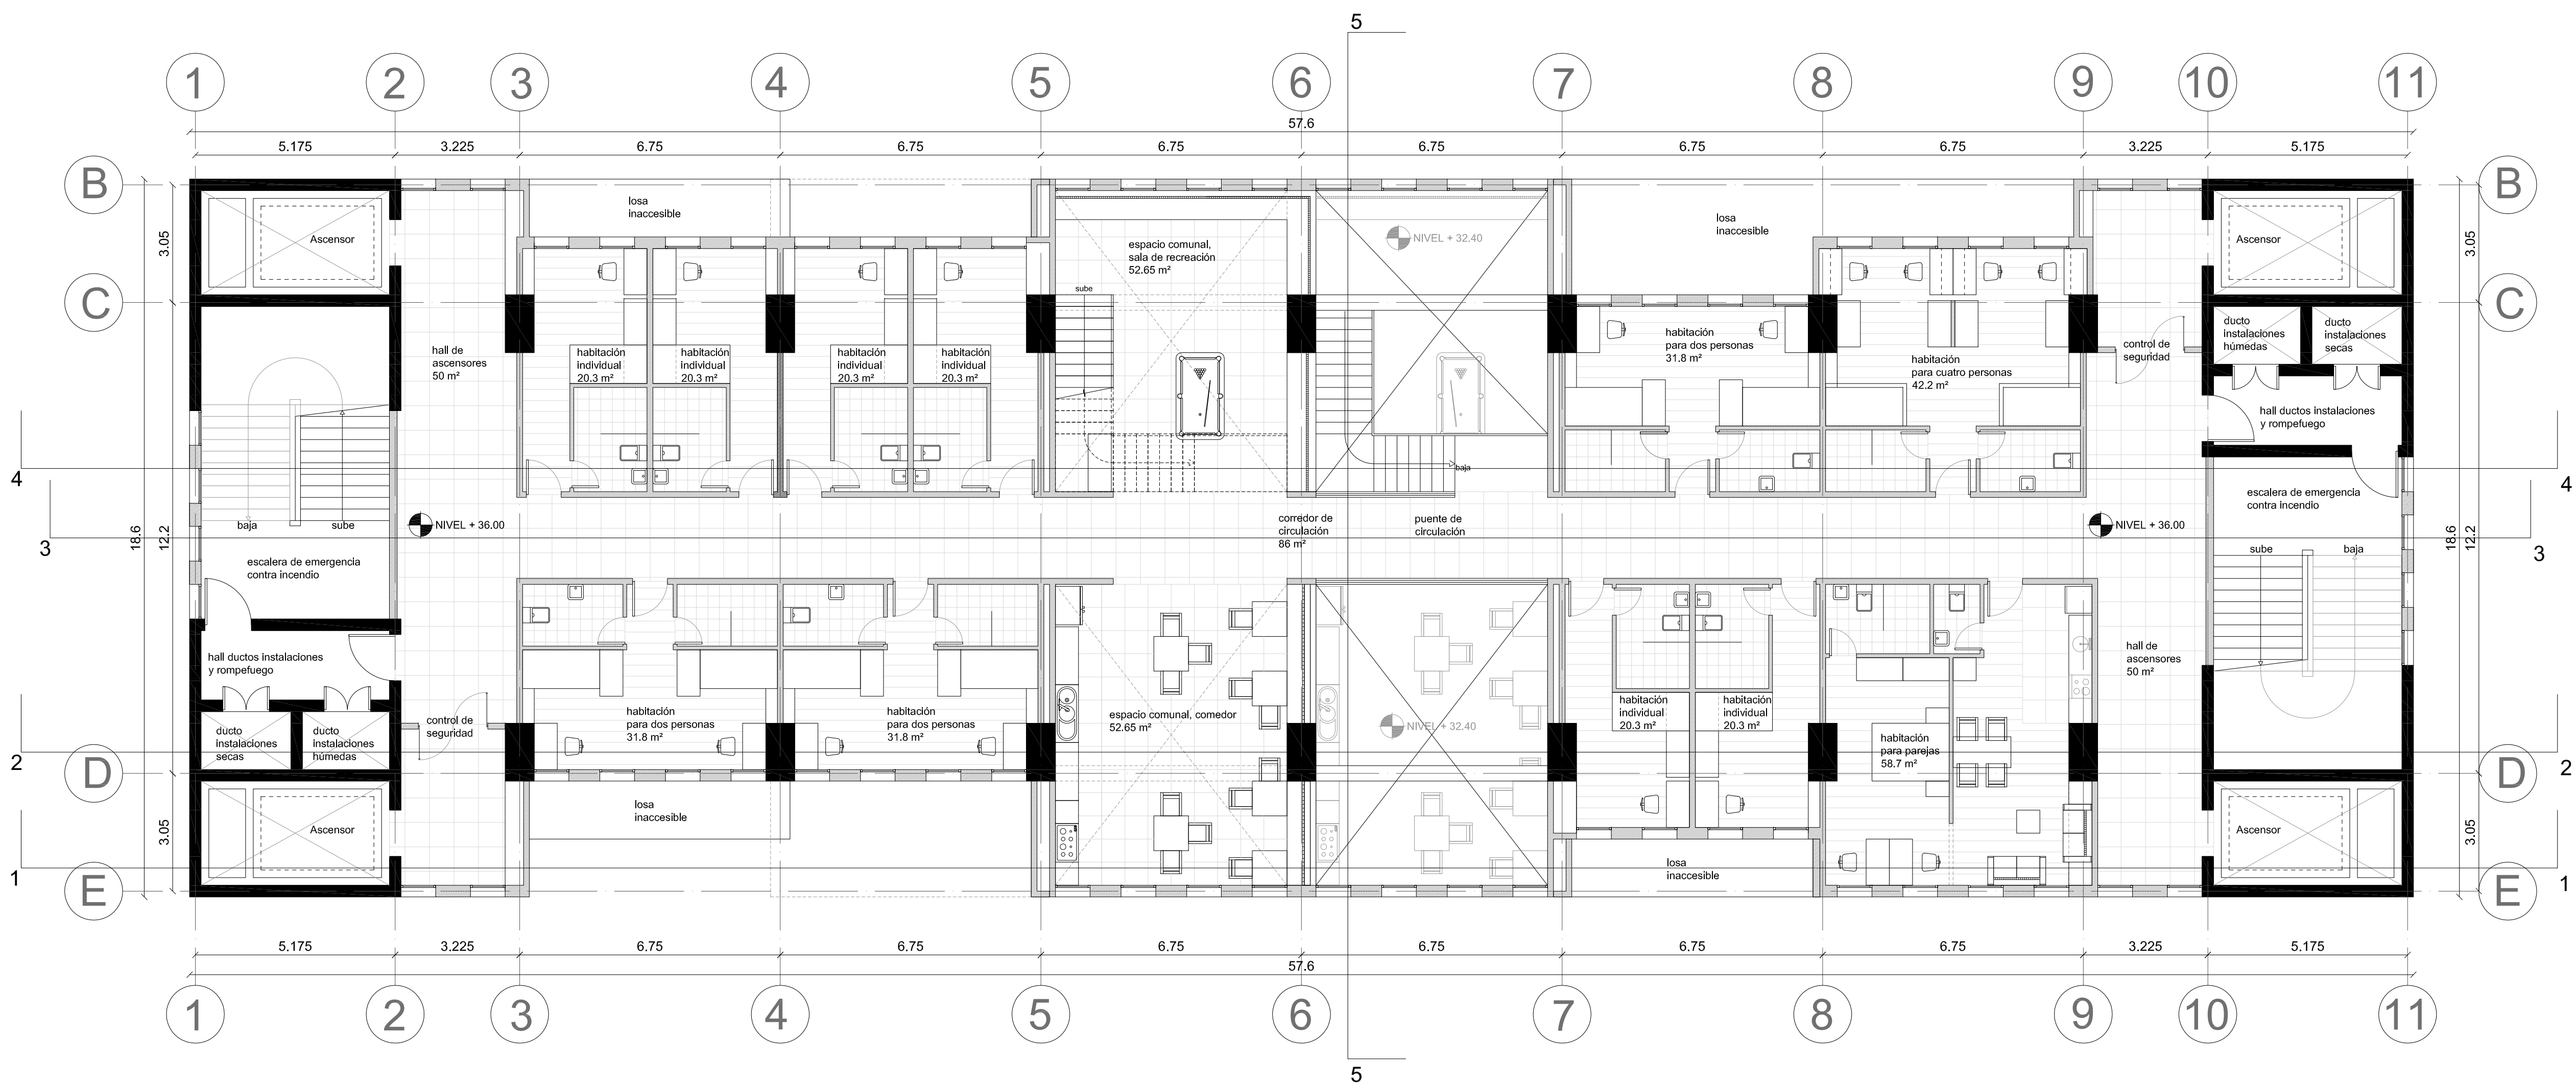 5
1 2 3 4 5 6 7 8 9 10 11
57.6
5.175 3.225 6.75 6.75 6.75 6.75 6.75 6.75 3.225 5.175
B B
losa
inaccesible
losa
inaccesible
3.05
Ascensor
espacio comunal,
sala de recreación
52.65 m²
NIVEL + 32.40
Ascensor
3.05
sube
C C
hall de
ascensores
50 m²
habitación
individual
20.3 m²
habitación
individual
20.3 m²
habitación
individual
20.3 m²
habitación
individual
20.3 m²
habitación
para dos personas
31.8 m²
habitación
para cuatro personas
42.2 m²
control de
seguridad
ducto
instalaciones
húmedas
ducto
instalaciones
secas
hall ductos instalaciones
y rompefuego
baja
4 4
baja sube
NIVEL + 36.00
corredor de
circulación
86 m²
puente de
circulación
NIVEL + 36.00
escalera de emergencia
contra incendio
18.6
12.2
18.6
12.2
3 3
sube baja
escalera de emergencia
contra incendio
hall ductos instalaciones
y rompefuego
hall de
ascensores
50 m²
control de
seguridad
habitación
para dos personas
31.8 m²
habitación
para dos personas
31.8 m²
espacio comunal, comedor
52.65 m²
NIVEL + 32.40
habitación
individual
20.3 m²
habitación
individual
20.3 m²
habitación
para parejas
58.7 m²
ducto
instalaciones
secas
ducto
instalaciones
húmedas
2 2
D D
losa
inaccesible
3.05
Ascensor
Ascensor
3.05
losa
inaccesible
1 1
E E
5.175 3.225 6.75 6.75 6.75 6.75 6.75 6.75 3.225 5.175
57.6
1 2 3 4 5 6 7 8 9 10 11
5